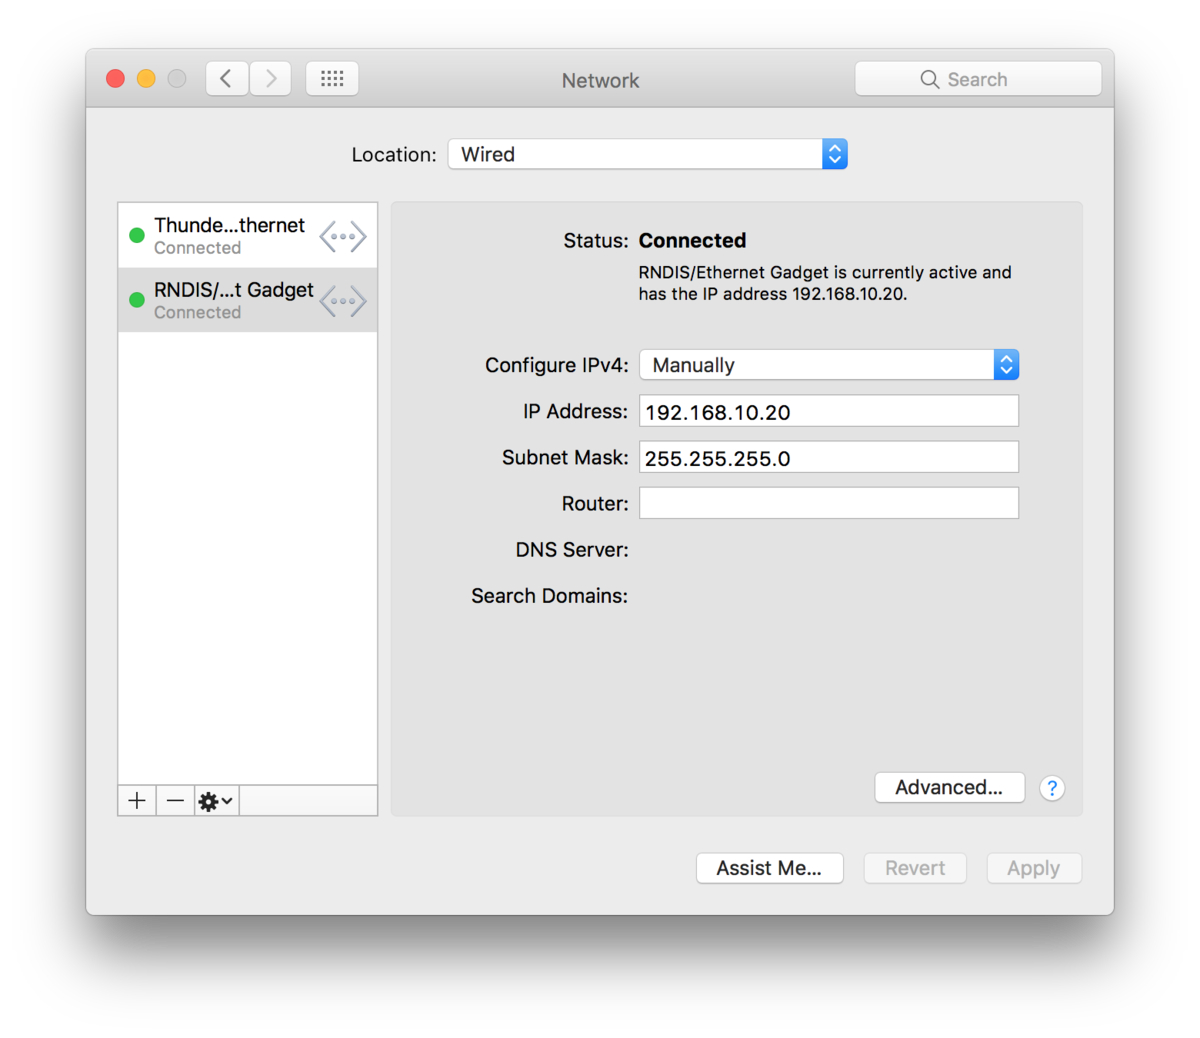 Network
Search
Location: Wired
Thunde...thernet
Connected
RNDIS/...t Gadget
Connected
Status: Connected
RNDIS/Ethernet Gadget is currently active and
has the IP address 192.168.10.20.
Configure IPv4: Manually
IP Address: 192.168.10.20
Subnet Mask: 255.255.255.0
Router:
DNS Server:
Search Domains:
Advanced...
?
Assist Me...
Revert
Apply